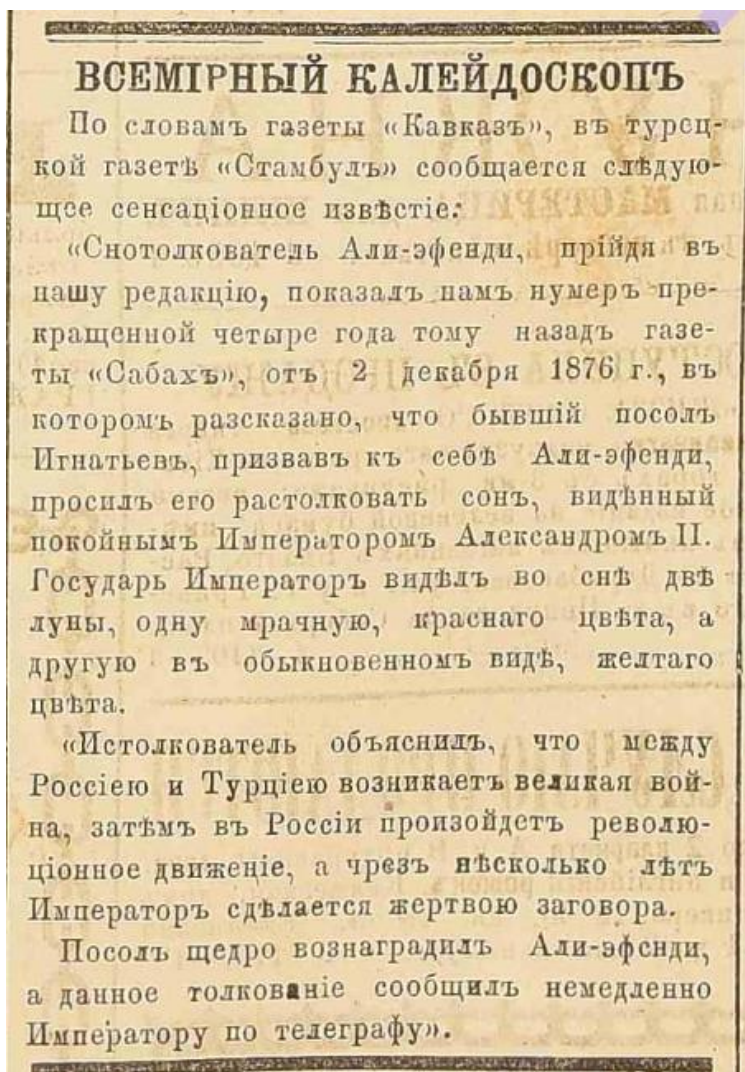 ВСЕМІРНЫЙ КАЛЕЙДОСКОПЪ
По словамъ газеты «Кавказъ», въ турец-
кой газетѣ «Стамбулъ» сообщается слѣдую-
щее сенсаціонное извѣстіе:
«Снотолкователь Али-эфенди, прійдя въ
нашу редакцію, показалъ намъ нумеръ пре-
кращенной четыре года тому назадъ газе-
ты «Сабахъ», отъ 2 декабря 1876 г., въ
которомъ разсказано, что бывшій посолъ
Игнатьевъ, призвавъ къ себѣ Али-эфенди,
просилъ его растолковать сонъ, видѣнный
покойнымъ Императоромъ Александромъ II.
Государь Императоръ видѣлъ во снѣ двѣ
луны, одну мрачную, краснаго цвѣта, а
другую въ обыкновенномъ видѣ, желтаго
цвѣта.
«Истолкователь объяснилъ, что между
Россіею и Турціею возникаетъ великая вой-
на, затѣмъ въ Россіи произойдетъ револю-
ціонное движеніе, а чрезъ нѣсколько лѣтъ
Императоръ сдѣлается жертвою заговора.
Посолъ щедро вознаградилъ Али-эфенди,
а данное толкованіе сообщилъ немедленно
Императору по телеграфу».